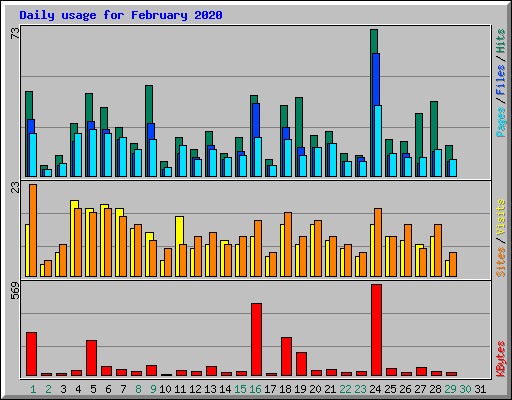 Daily usage for February 2020
73
Pages / Files / Hits
23
Sites / Visits
569
KBytes
1 2 3 4 5 6 7 8 9 10 11 12 13 14 15 16 17 18 19 20 21 22 23 24 25 26 27 28 29 30 31